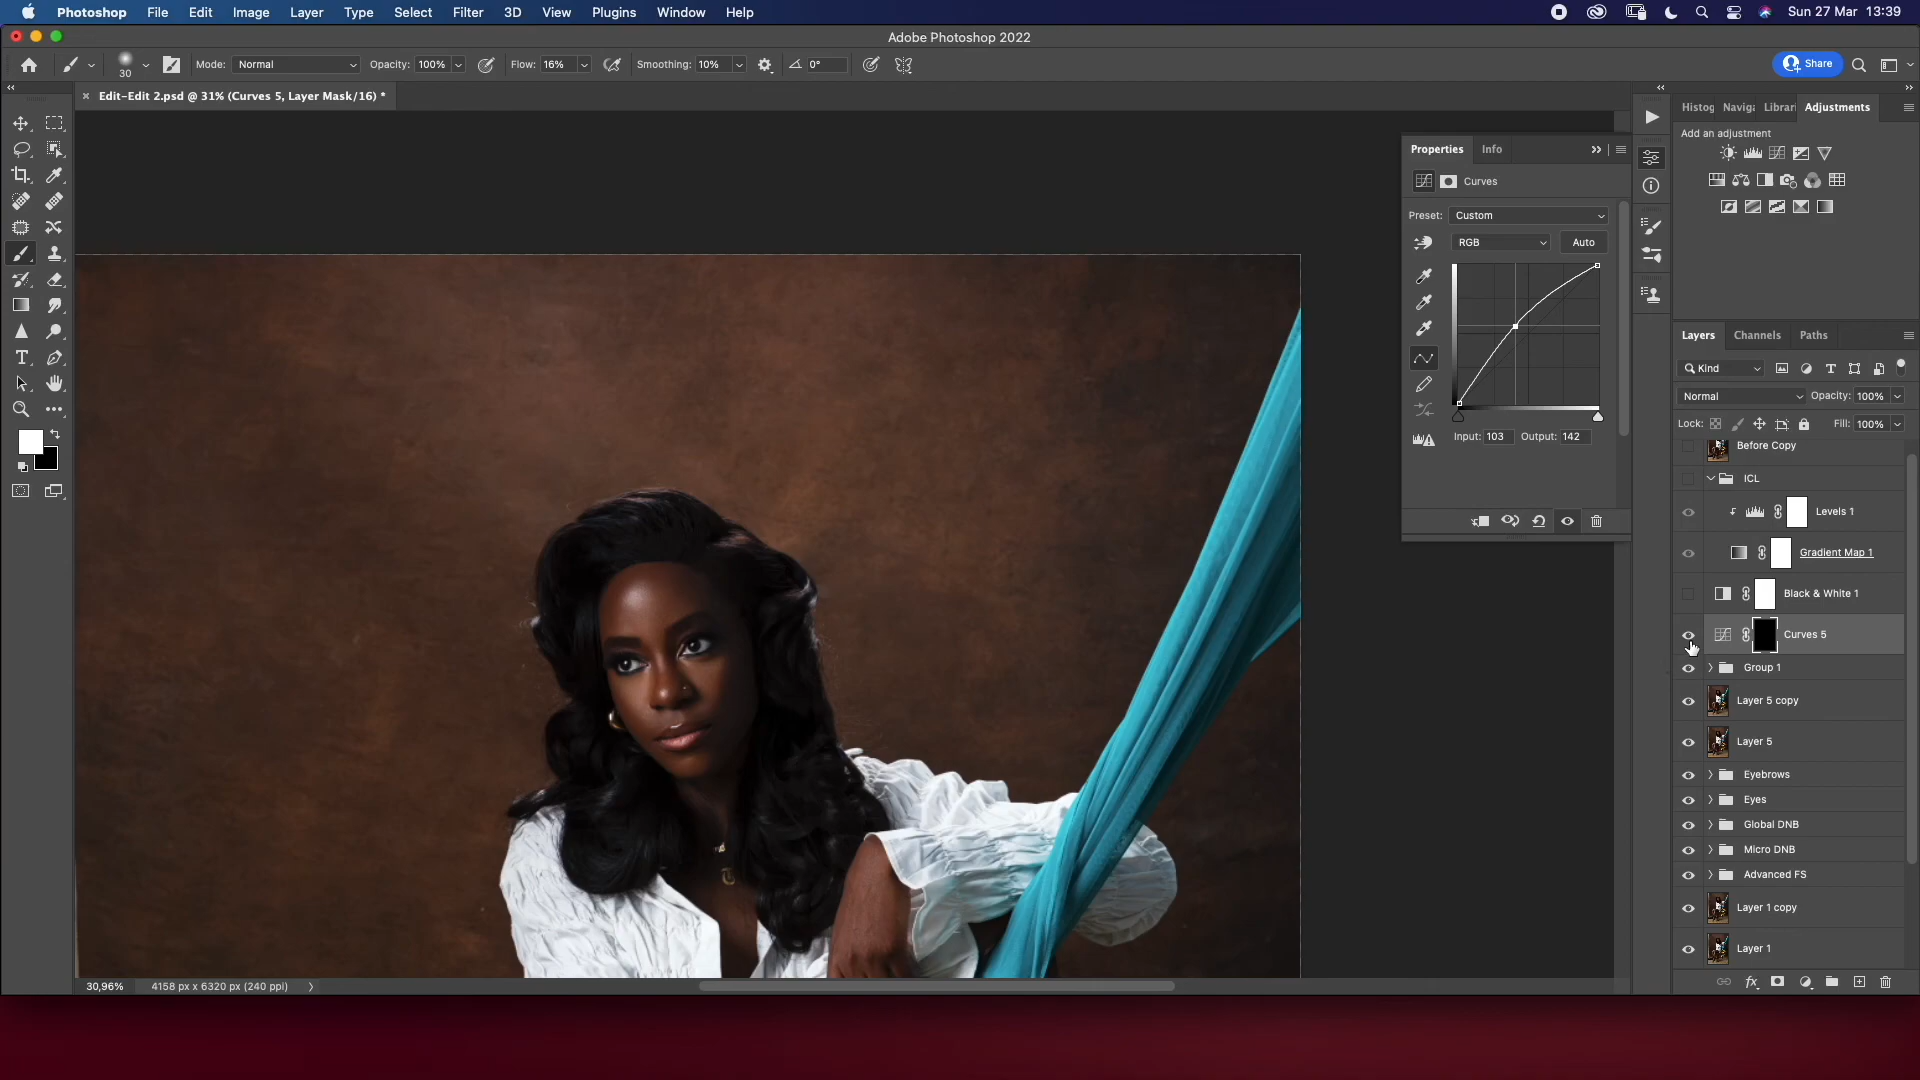 Photoshop File Edit Image Layer Type Select Filter 3D View Plugins Window Help Sun 27 Mar 13:39
Adobe Photoshop 2022
30 Mode: Normal Opacity: 100% Flow: 16% Smoothing: 10% 0° Share
Edit-Edit 2.psd @ 31% (Curves 5, Layer Mask/16) *
Histog Naviga Librari Adjustments
Add an adjustment
Properties Info
Curves
Preset: Custom
RGB Auto
Input: 103 Output: 142
Layers Channels Paths
Kind
Normal Opacity: 100%
Lock: Fill: 100%
Before Copy
ICL
Levels 1
Gradient Map 1
Black & White 1
Curves 5
Group 1
Layer 5 copy
Layer 5
Eyebrows
Eyes
Global DNB
Micro DNB
Advanced FS
Layer 1 copy
Layer 1
30,96% 4158 px x 6320 px (240 ppi)